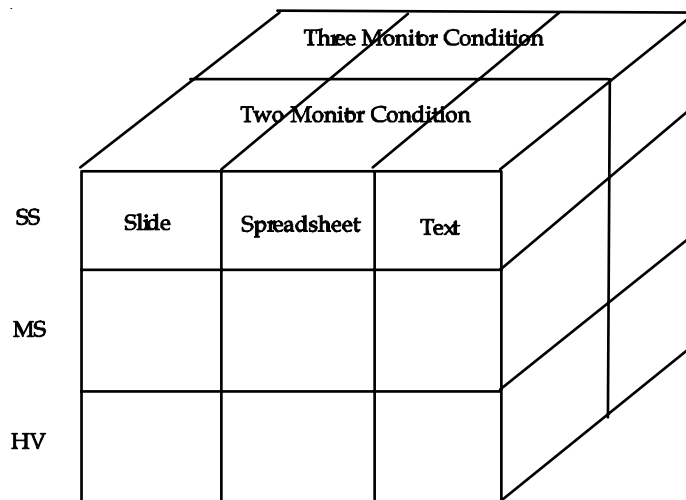 Three Monitor Condition
Two Monitor Condition
SS Slide Spreadsheet Text
MS
HV